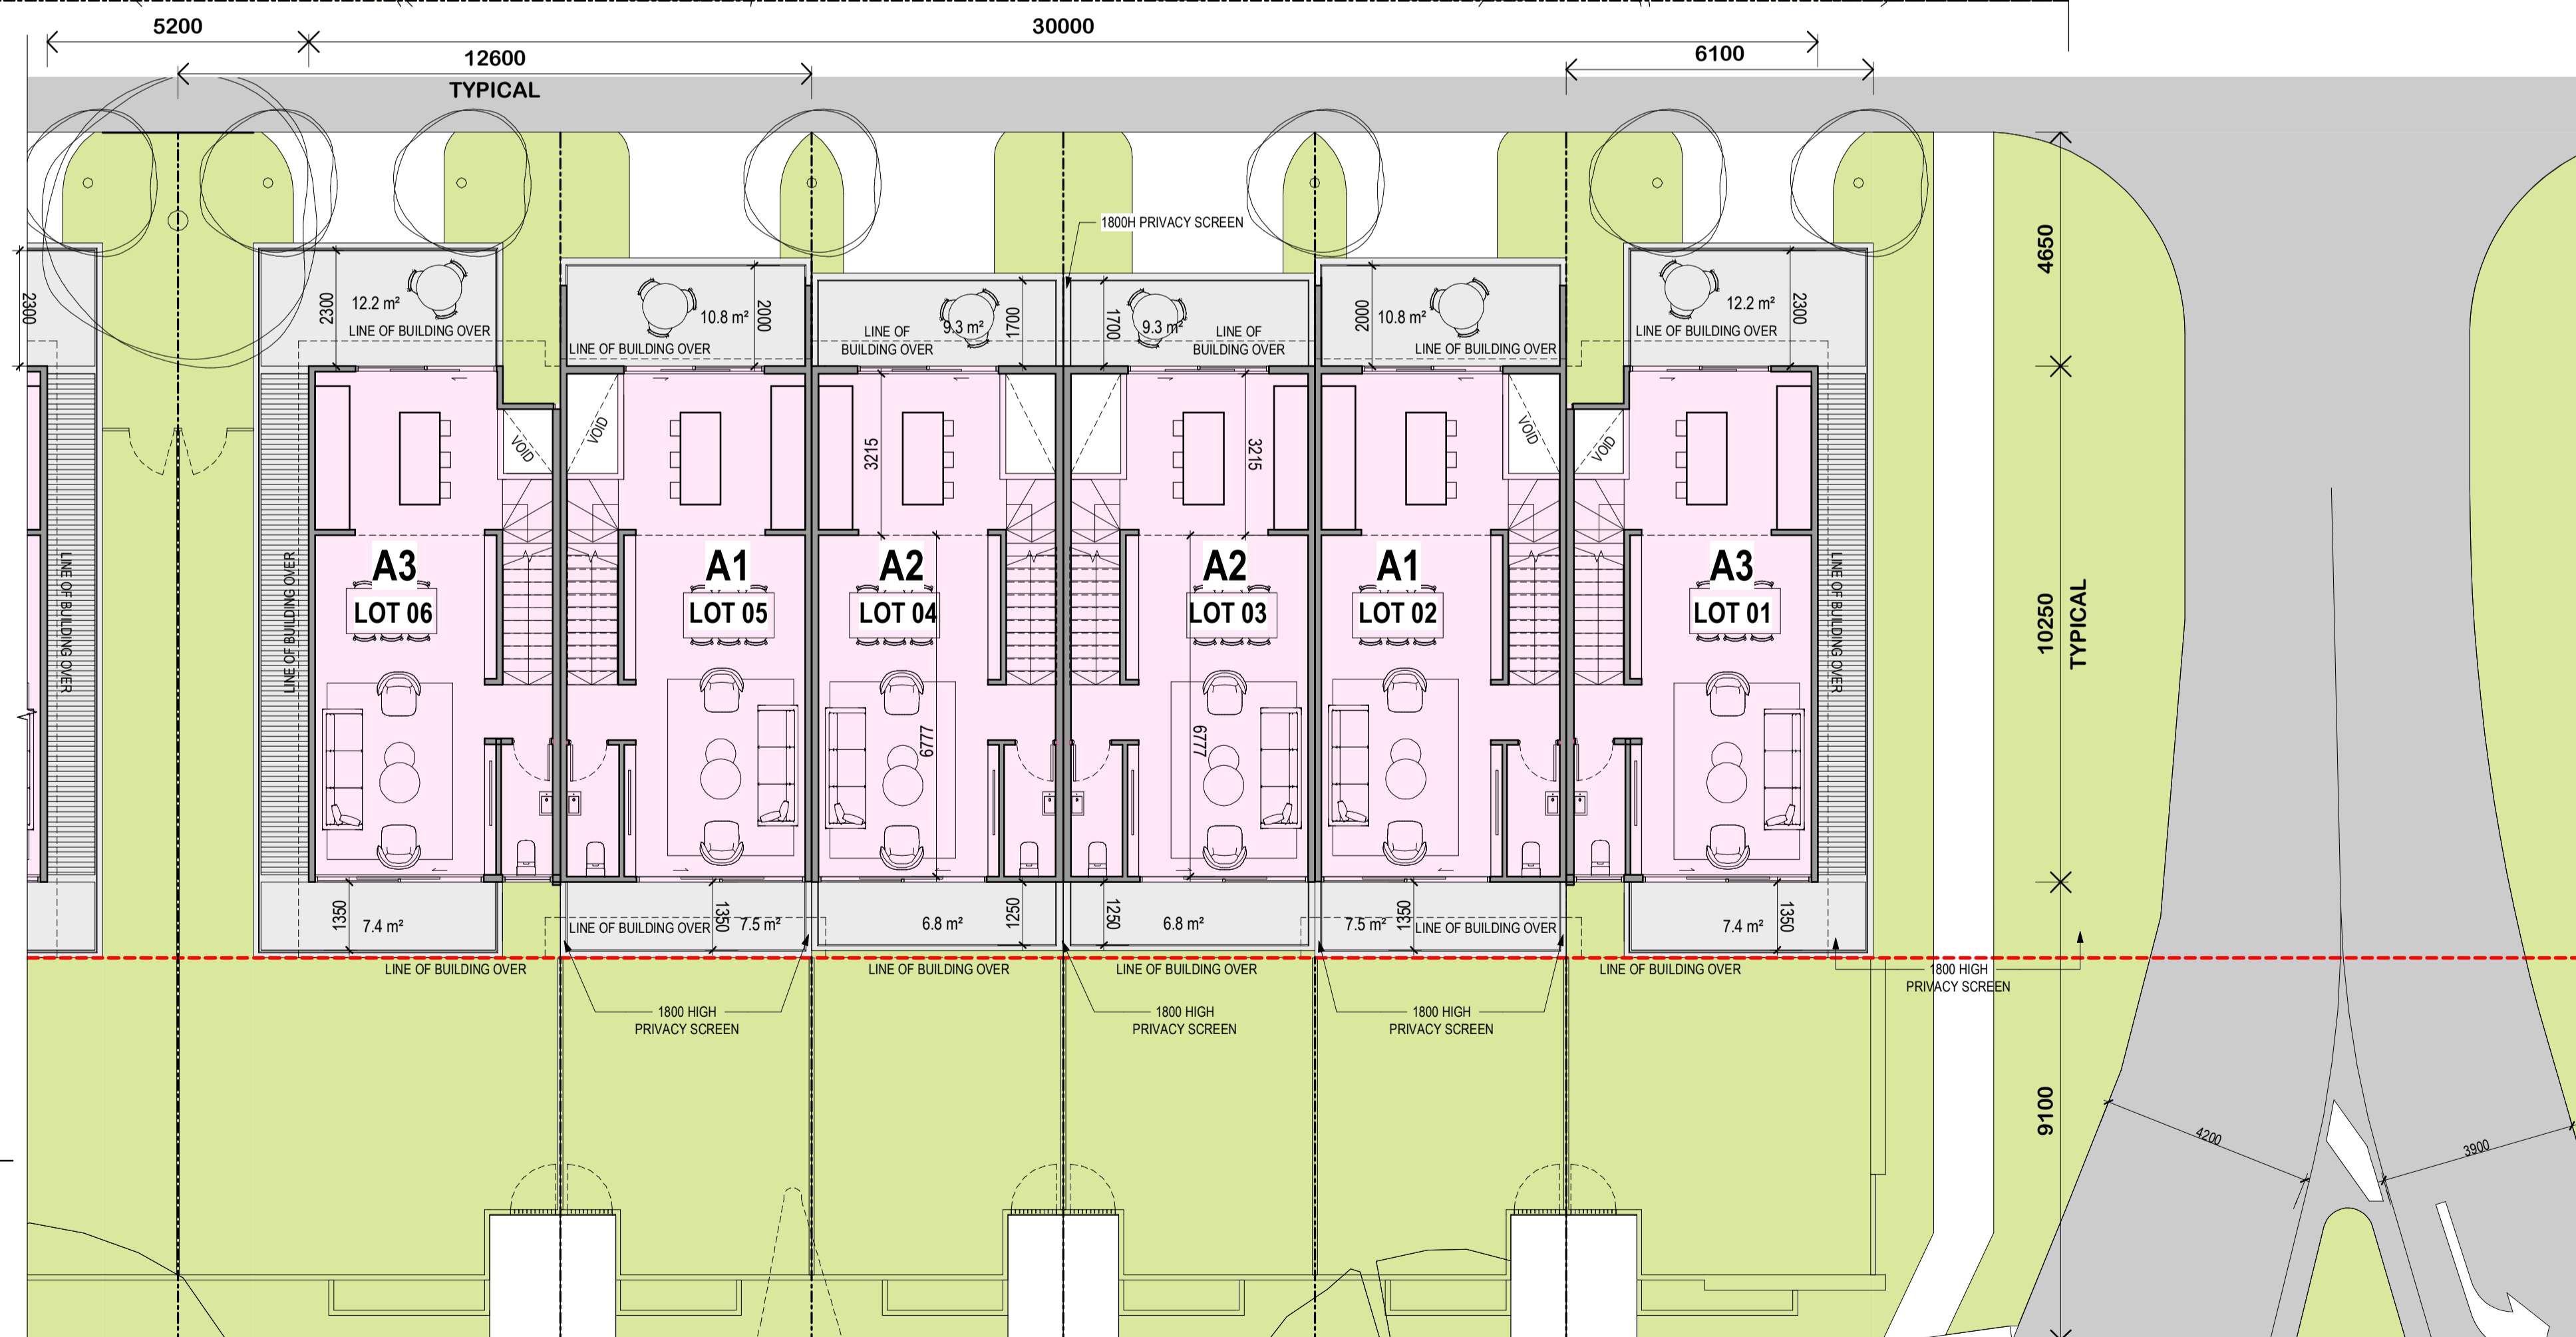 5200
30000
12600
TYPICAL
6100
1800H PRIVACY SCREEN
4650
2300
2300
12.2 m²
LINE OF BUILDING OVER
10.8 m²
2000
LINE OF BUILDING OVER
LINE OF
BUILDING OVER
9.3 m²
1700
1700
9.3 m²
LINE OF
BUILDING OVER
2000
10.8 m²
LINE OF BUILDING OVER
12.2 m²
2300
LINE OF BUILDING OVER
VOID
VOID
3215
3215
VOID
VOID
LINE OF BUILDING OVER
LINE OF BUILDING OVER
A3
LOT 06
A1
LOT 05
A2
LOT 04
A2
LOT 03
A1
LOT 02
A3
LOT 01
LINE OF BUILDING OVER
10250
TYPICAL
6777
6777
1350
7.4 m²
LINE OF BUILDING OVER
1350
7.5 m²
6.8 m²
1250
1250
6.8 m²
7.5 m²
1350
LINE OF BUILDING OVER
7.4 m²
1350
LINE OF BUILDING OVER
LINE OF BUILDING OVER
LINE OF BUILDING OVER
LINE OF BUILDING OVER
1800 HIGH
PRIVACY SCREEN
1800 HIGH
PRIVACY SCREEN
1800 HIGH
PRIVACY SCREEN
1800 HIGH
PRIVACY SCREEN
9100
4200
3900